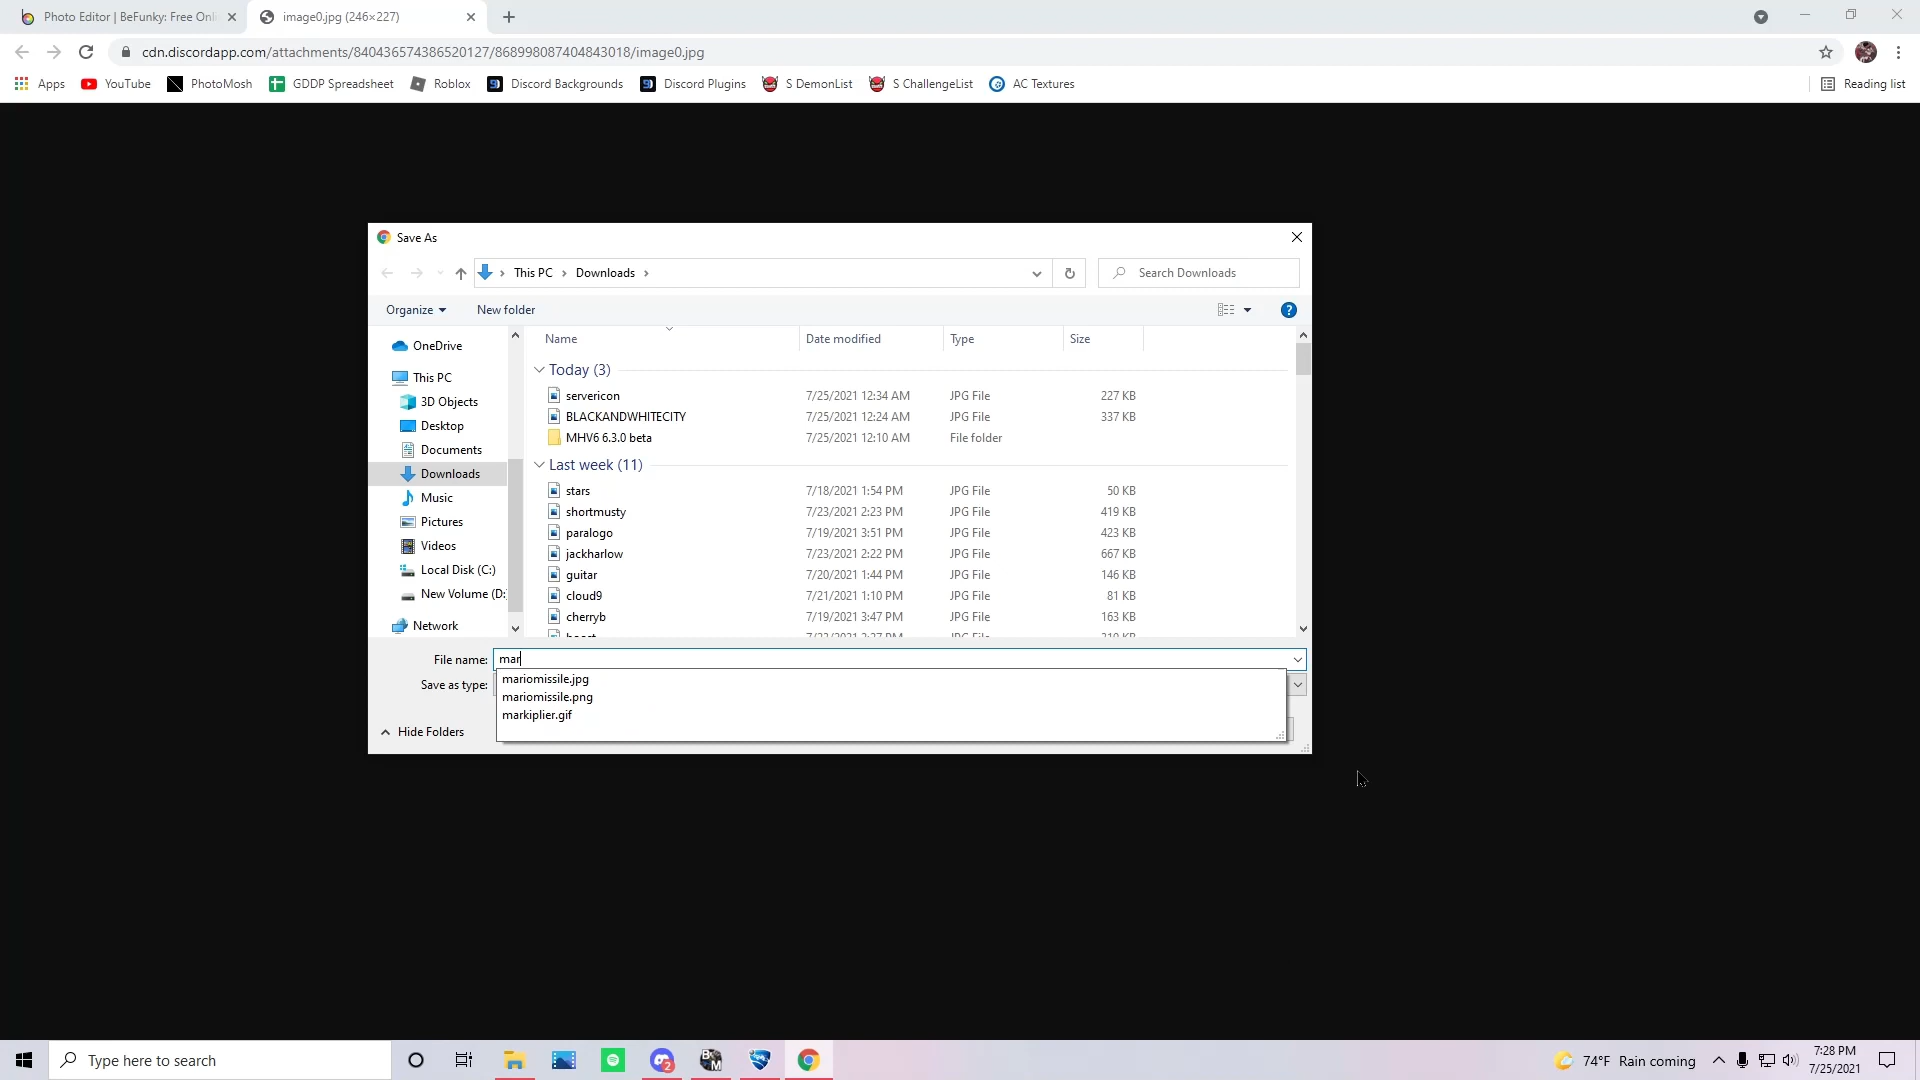 Photo Editor | BeFunky: Free Onli
image0.jpg (246×227)
cdn.discordapp.com/attachments/840436574386520127/868998087404843018/image0.jpg
Apps YouTube PhotoMosh GDDP Spreadsheet Roblox Discord Backgrounds Discord Plugins S DemonList S ChallengeList AC Textures Reading list
Save As
This PC Downloads
Search Downloads
Organize New folder
Name Date modified Type Size
OneDrive
This PC
3D Objects
Desktop
Documents
Downloads
Music
Pictures
Videos
Local Disk (C:)
New Volume (D:
Network
Today (3)
servericon 7/25/2021 12:34 AM JPG File 227 KB
BLACKANDWHITECITY 7/25/2021 12:24 AM JPG File 337 KB
MHV6 6.3.0 beta 7/25/2021 12:10 AM File folder
Last week (11)
stars 7/18/2021 1:54 PM JPG File 50 KB
shortmusty 7/23/2021 2:23 PM JPG File 419 KB
paralogo 7/19/2021 3:51 PM JPG File 423 KB
jackharlow 7/23/2021 2:22 PM JPG File 667 KB
guitar 7/20/2021 1:44 PM JPG File 146 KB
cloud9 7/21/2021 1:10 PM JPG File 81 KB
cherryb 7/19/2021 3:47 PM JPG File 163 KB
File name: mar
Save as type:
mariomissile.jpg
mariomissile.png
markiplier.gif
Hide Folders
Type here to search
2
74°F Rain coming
7:28 PM
7/25/2021